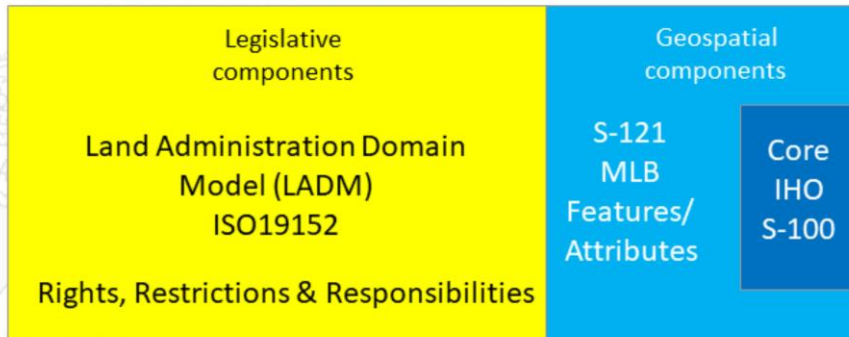 Legislative
components
Land Administration Domain
Model (LADM)
ISO19152
Rights, Restrictions & Responsibilities
Geospatial
components
S-121
MLB
Features/
Attributes
Core
IHO
S-100